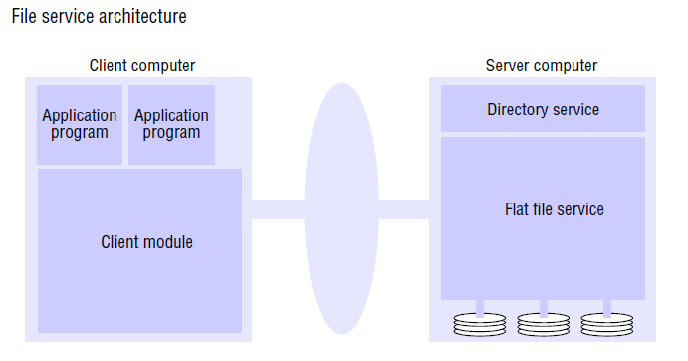 File service architecture
Client computer
Server computer
Application
program
Application
program
Directory service
Flat file service
Client module